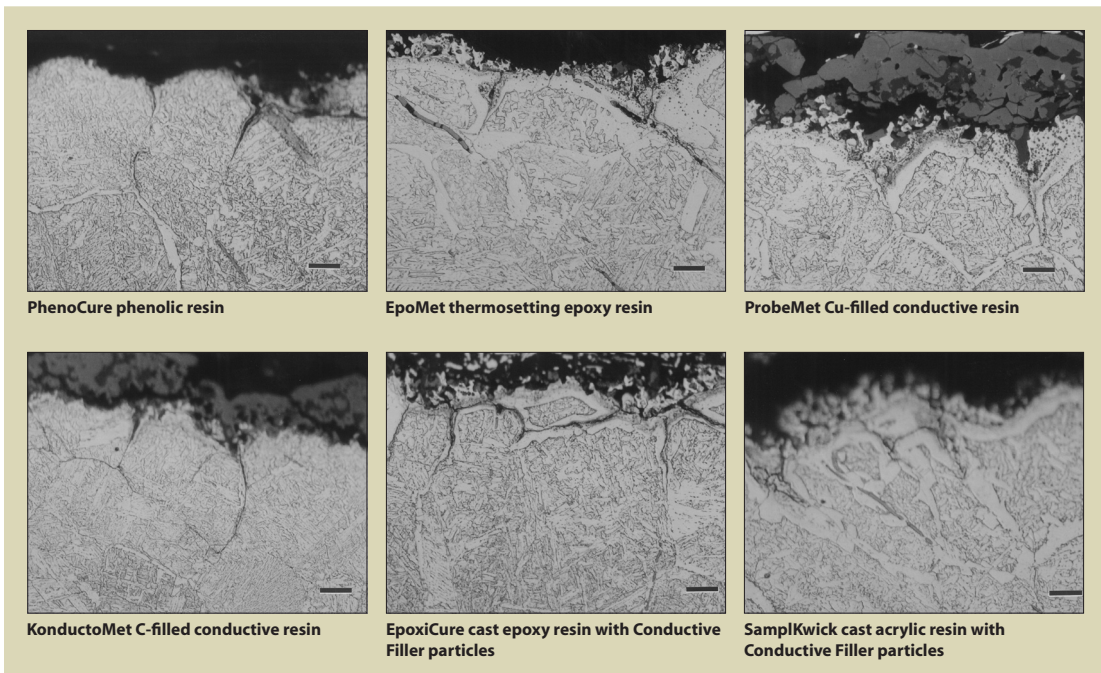 PhenoCure phenolic resin
EpoMet thermosetting epoxy resin
ProbeMet Cu-filled conductive resin
KonductoMet C-filled conductive resin
EpoxiCure cast epoxy resin with Conductive
Filler particles
SamplKwick cast acrylic resin with
Conductive Filler particles